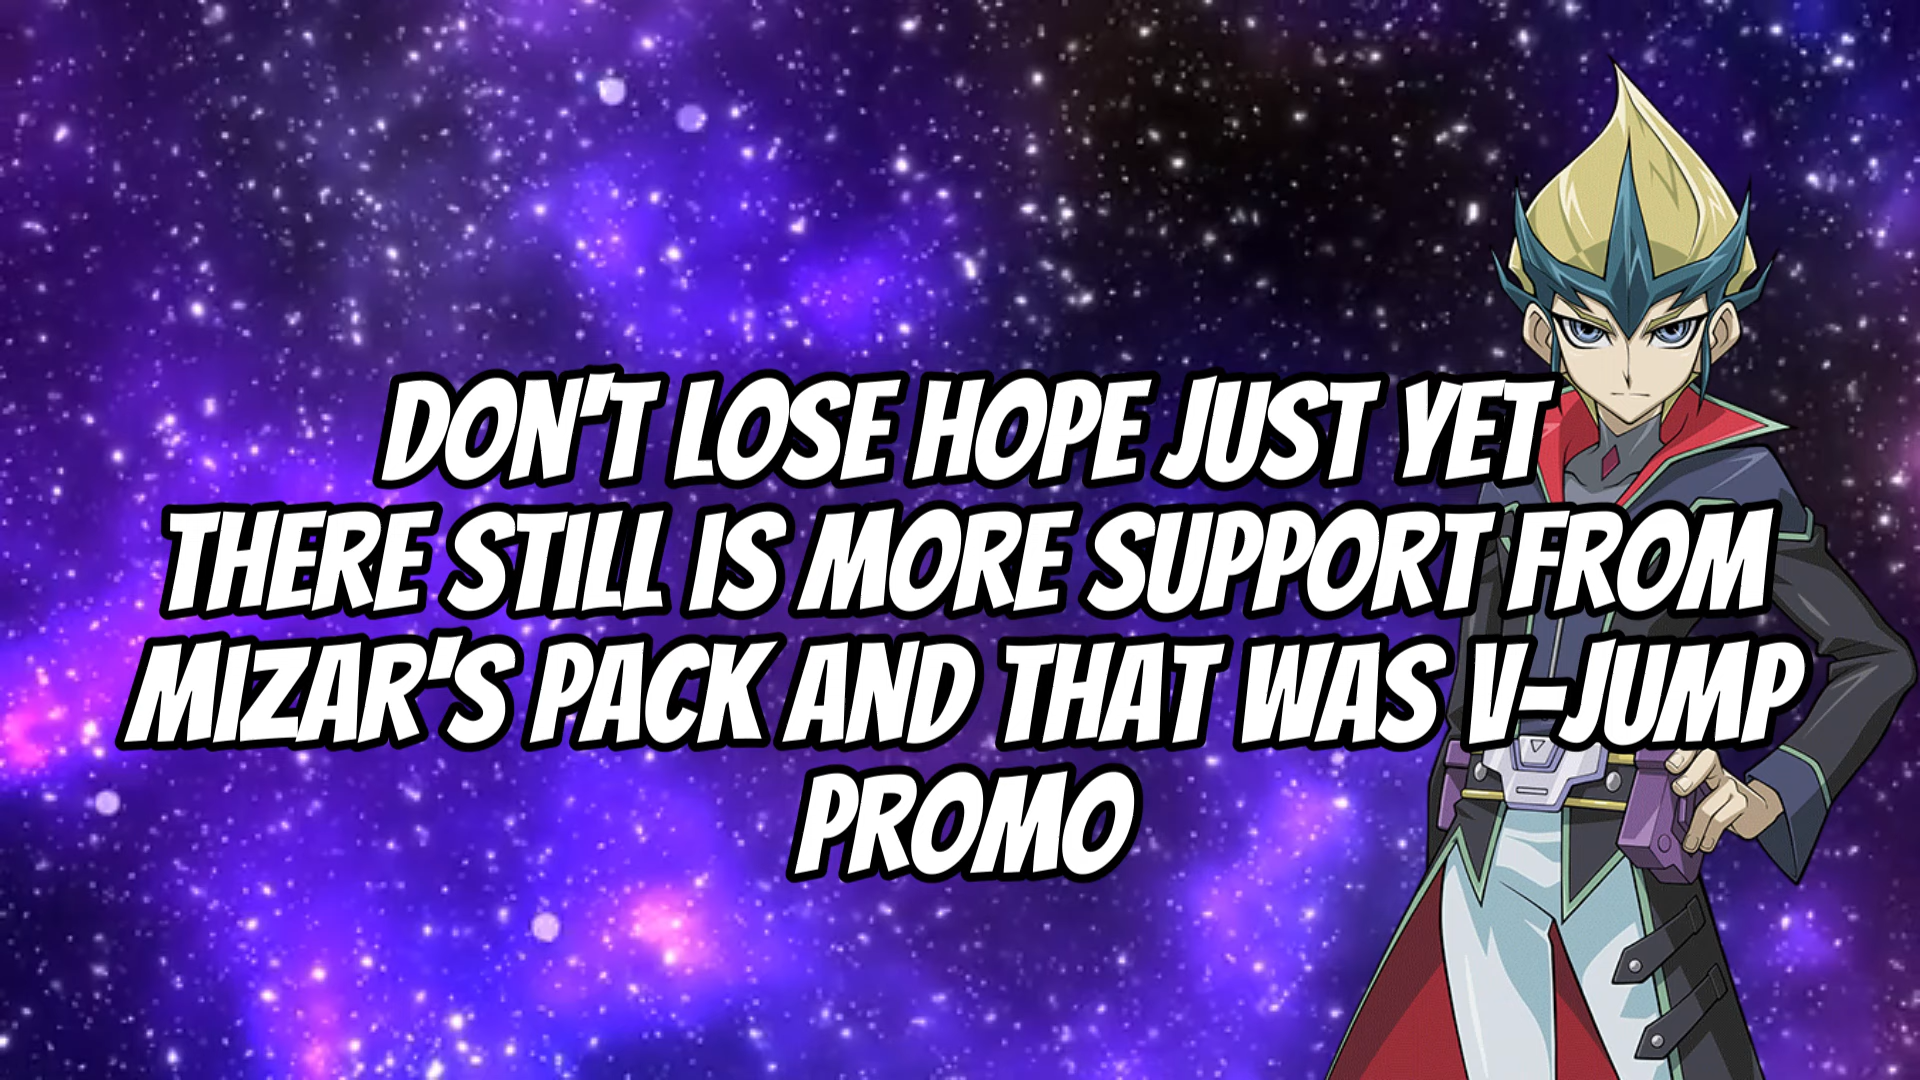 DON'T LOSE HOPE JUST YET
THERE STILL IS MORE SUPPORT FROM
MIZAR'S PACK AND THAT WAS V-JUMP
PROMO